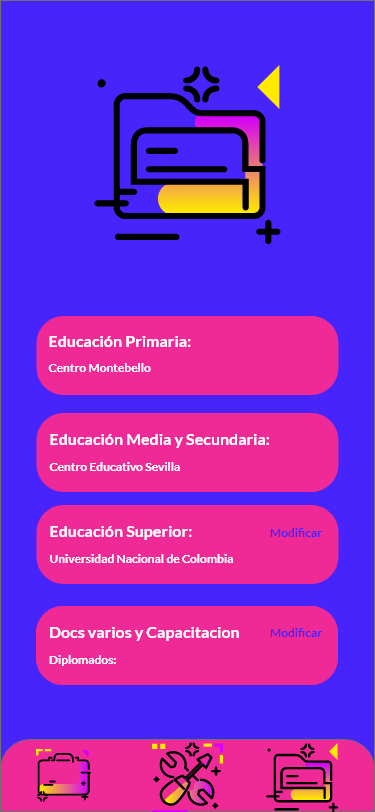 Educación Primaria:
Centro Montebello
Educación Media y Secundaria:
Centro Educativo Sevilla
Educación Superior:
Modificar
Universidad Nacional de Colombia
Docs varios y Capacitacion
Modificar
Diplomados: